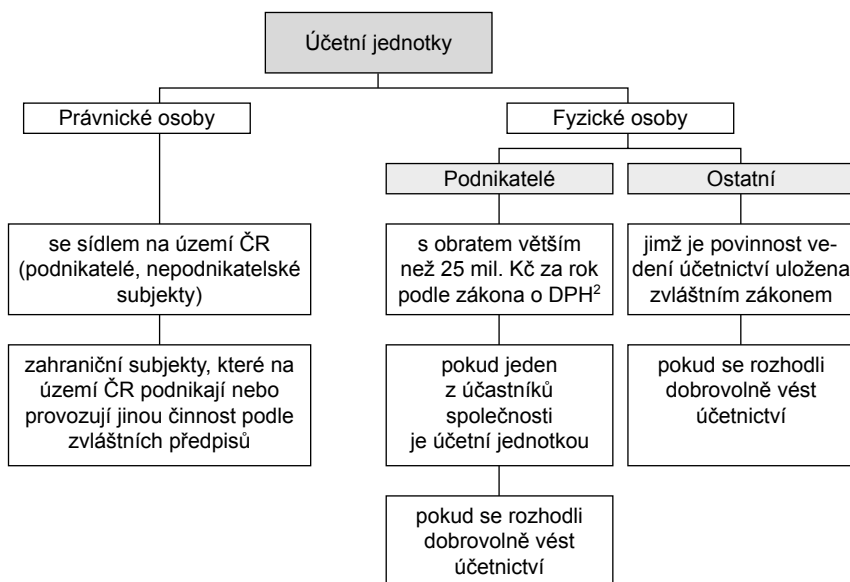 Účetní jednotky
Právnické osoby
Fyzické osoby
Podnikatelé
Ostatní
se sídlem na území ČR
(podnikatelé, nepodnikatelské
subjekty)
s obratem větším
než 25 mil. Kč za rok
podle zákona o DPH²
jimž je povinnost ve-
dení účetnictví uložena
zvláštním zákonem
zahraniční subjekty, které na
území ČR podnikají nebo
provozují jinou činnost podle
zvláštních předpisů
pokud jeden
z účastníků
společnosti
je účetní jednotkou
pokud se rozhodli
dobrovolně vést
účetnictví
pokud se rozhodli
dobrovolně vést
účetnictví